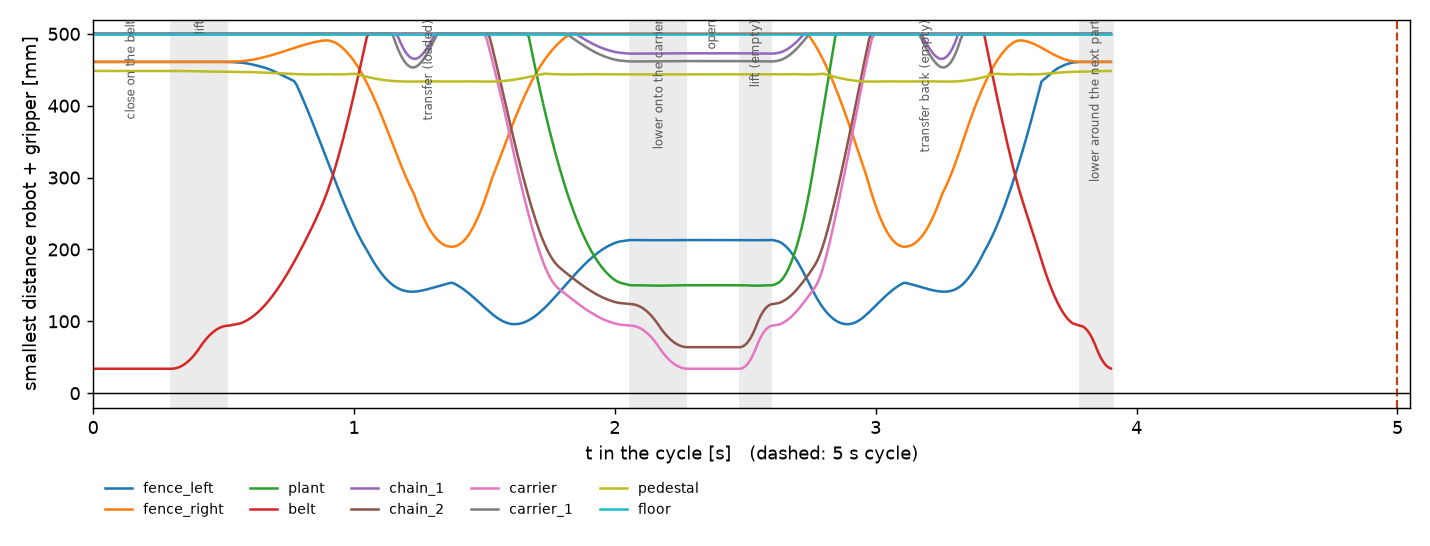 smallest distance robot + gripper [mm]
500
400
300
200
100
0
close on the belt
lift
transfer (loaded)
lower onto the carrier
open
lift (empty)
transfer back (empty)
lower around the next part
0 1 2 3 4 5
t in the cycle [s] (dashed: 5 s cycle)
fence_left plant chain_1 carrier pedestal
fence_right belt chain_2 carrier_1 floor